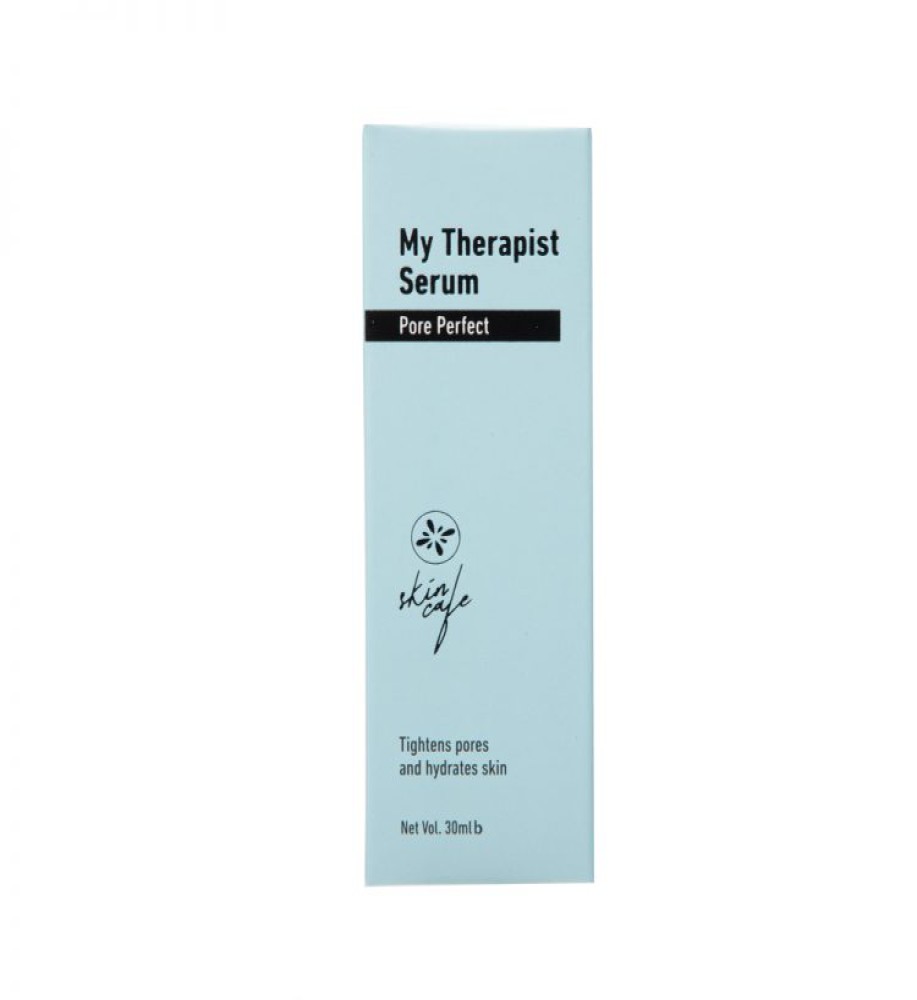 My Therapist
Serum
Pore Perfect
skin
cafe
Tightens pores
and hydrates skin
Net Vol. 30ml b